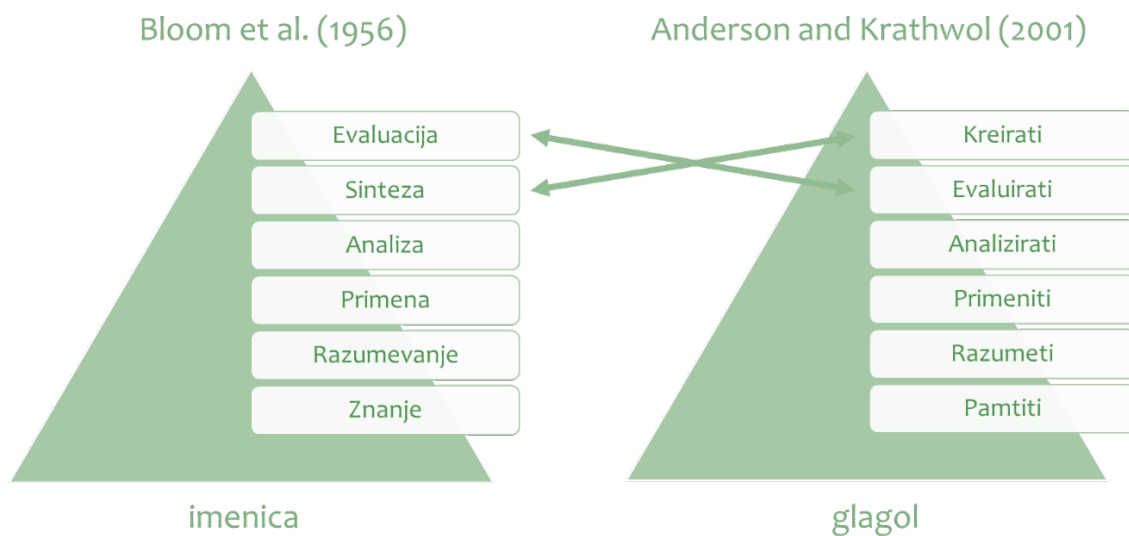 Bloom et al. (1956)
Evaluacija
Sinteza
Analiza
Primena
Razumevanje
Znanje
imenica
Anderson and Krathwol (2001)
Kreirati
Evaluirati
Analizirati
Primeniti
Razumeti
Pamtiti
glagol